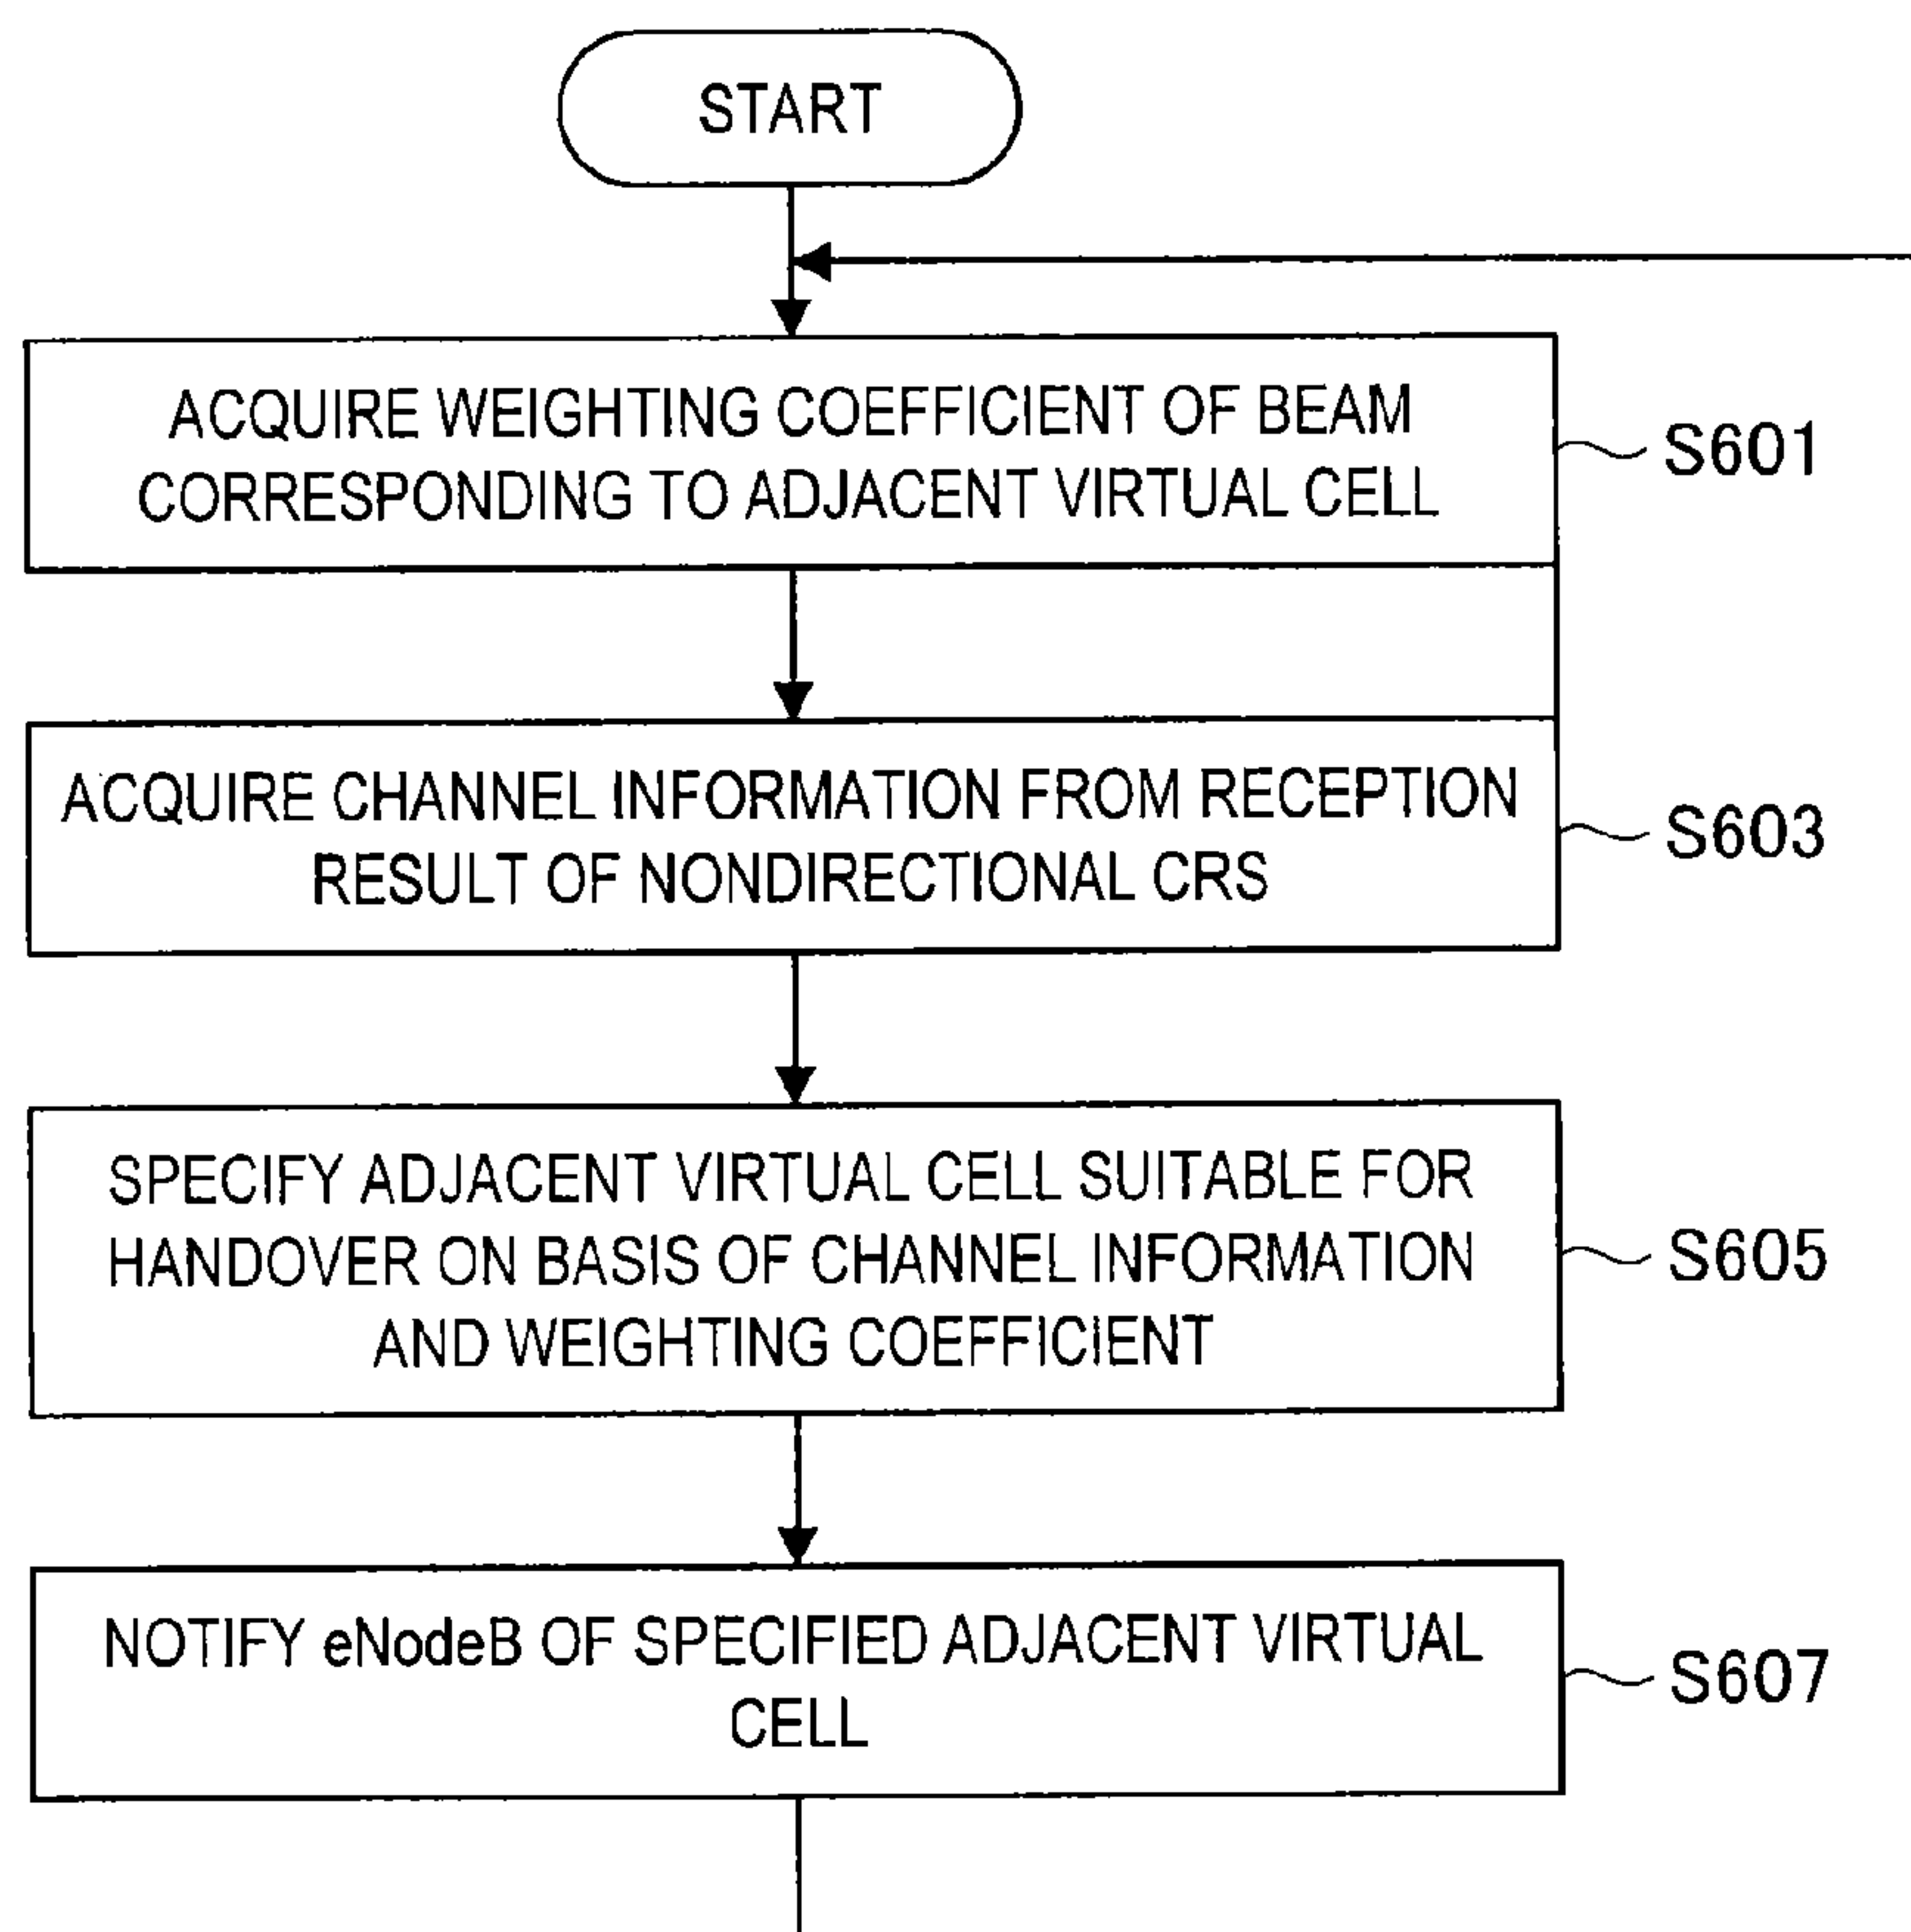 START
ACQUIRE WEIGHTING COEFFICIENT OF BEAM
CORRESPONDING TO ADJACENT VIRTUAL CELL
S601
ACQUIRE CHANNEL INFORMATION FROM RECEPTION
RESULT OF NONDIRECTIONAL CRS
S603
SPECIFY ADJACENT VIRTUAL CELL SUITABLE FOR
HANDOVER ON BASIS OF CHANNEL INFORMATION
AND WEIGHTING COEFFICIENT
S605
NOTIFY eNodeB OF SPECIFIED ADJACENT VIRTUAL
CELL
S607